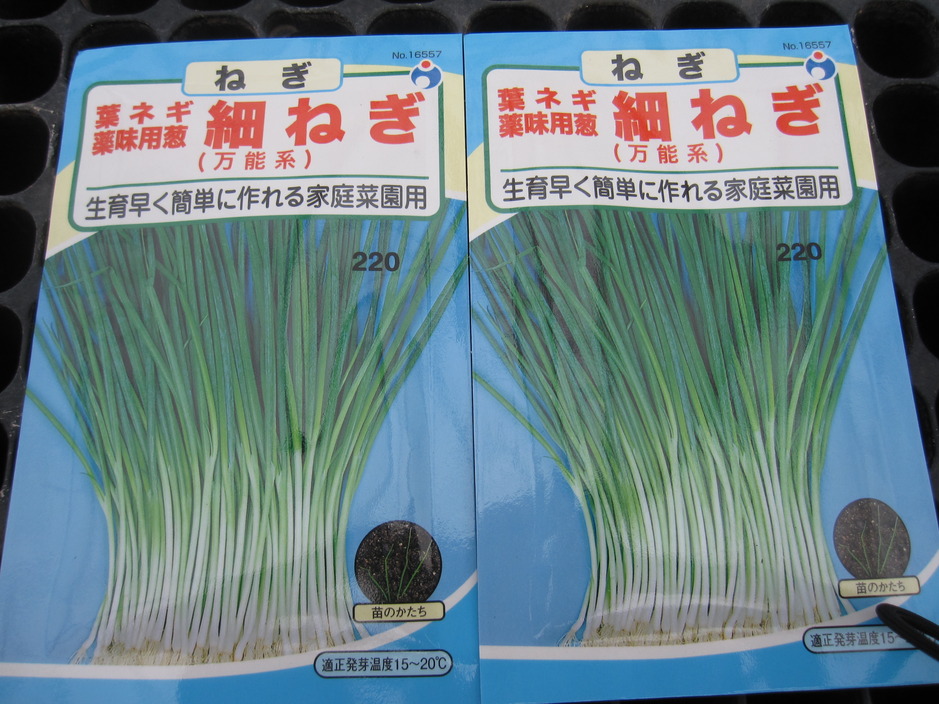 No.16557
ねぎ
葉ネギ
薬味用葱
細ねぎ
(万能系)
生育早く簡単に作れる家庭菜園用
220
苗のかたち
適正発芽温度15～20℃
No.16557
ねぎ
葉ネギ
薬味用葱
細ねぎ
(万能系)
生育早く簡単に作れる家庭菜園用
220
苗のかたち
適正発芽温度15～